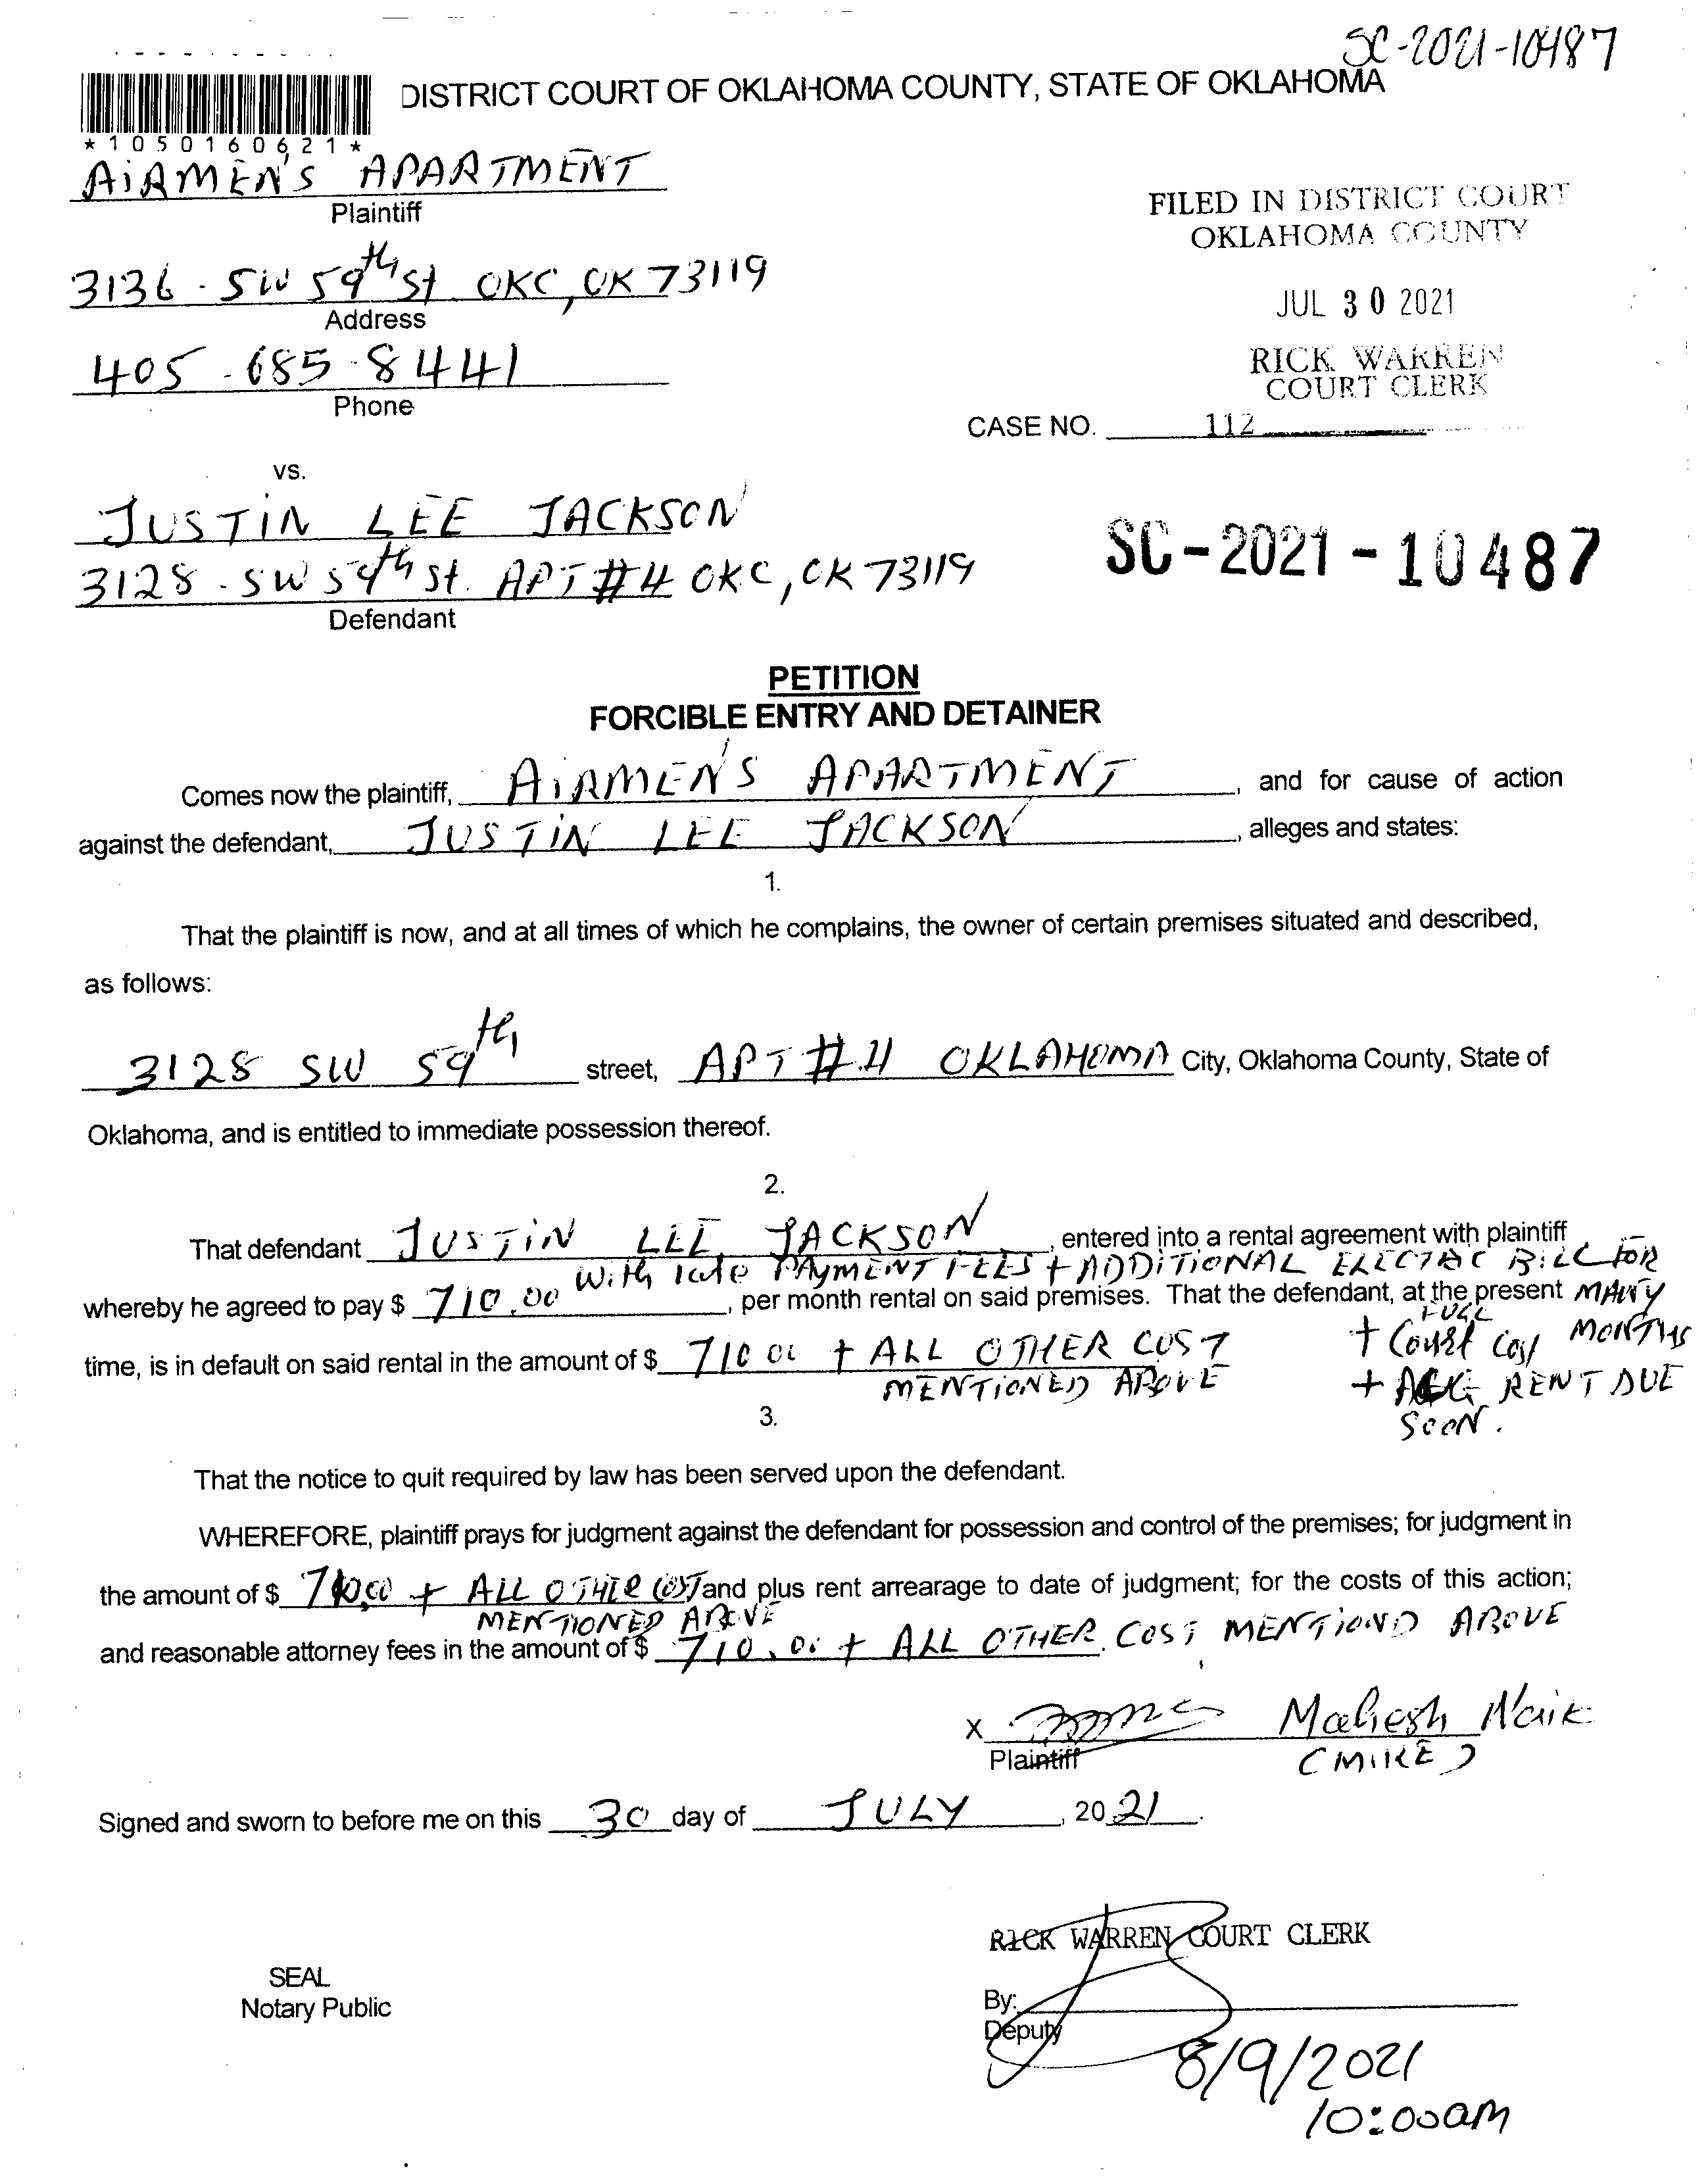 SC-2021-10487
DISTRICT COURT OF OKLAHOMA COUNTY, STATE OF OKLAHOMA
*1050160621*
AiRMEN'S APARTMENT
Plaintiff
FILED IN DISTRICT COURT
OKLAHOMA COUNTY
3136 - SW 59th St OKC, OK 73119
Address
JUL 30 2021
405-685-8441
Phone
RICK WARREN
COURT CLERK
CASE NO. 112
vs.
JUSTIN LEE JACKSON
SC-2021-10487
3128 - SW 59th St. APT #4 OKC, OK 73119
Defendant
PETITION
FORCIBLE ENTRY AND DETAINER
Comes now the plaintiff, AiRMEN'S APARTMENT, and for cause of action
against the defendant, JUSTIN LEE JACKSON, alleges and states:
1.
That the plaintiff is now, and at all times of which he complains, the owner of certain premises situated and described,
as follows:
3128 SW 59th street, APT #4 OKLAHOMA City, Oklahoma County, State of
Oklahoma, and is entitled to immediate possession thereof.
2.
That defendant JUSTIN LEE JACKSON, entered into a rental agreement with plaintiff
With late PAYMENT FEES + ADDITIONAL ELECTRIC BILL FOR
whereby he agreed to pay $ 710.00, per month rental on said premises. That the defendant, at the present MANY
FULL
+ Court Cost MONTHS
time, is in default on said rental in the amount of $ 710 00 + ALL OTHER COST
MENTIONED ABOVE
+ RENT DUE
SOON.
3.
That the notice to quit required by law has been served upon the defendant.
WHEREFORE, plaintiff prays for judgment against the defendant for possession and control of the premises; for judgment in
the amount of $ 710.00 + ALL OTHER COST and plus rent arrearage to date of judgment; for the costs of this action;
MENTIONED ABOVE
and reasonable attorney fees in the amount of $ 710.00 + ALL OTHER COST MENTIOND ABOVE
X Mahesh Naik
Plaintiff
(MIKE)
Signed and sworn to before me on this 30 day of JULY, 2021.
RICK WARREN COURT CLERK
SEAL
Notary Public
By:
Deputy
8/9/2021
10:00am